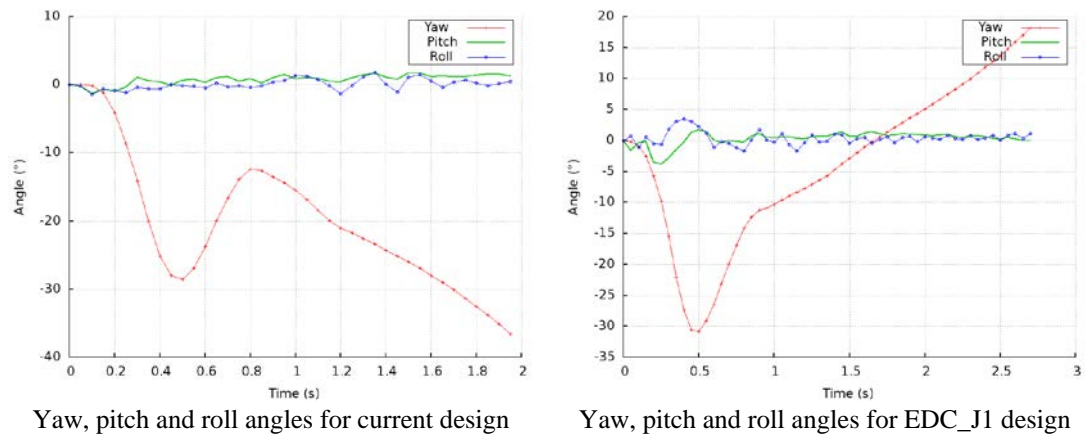 10
0
-10
-20
-30
-40
Angle (°)
0 0.2 0.4 0.6 0.8 1 1.2 1.4 1.6 1.8 2
Time (s)
Yaw
Pitch
Roll
Yaw, pitch and roll angles for current design
20
15
10
5
0
-5
-10
-15
-20
-25
-30
-35
Angle (°)
0 0.5 1 1.5 2 2.5 3
Time (s)
Yaw
Pitch
Roll
Yaw, pitch and roll angles for EDC_J1 design